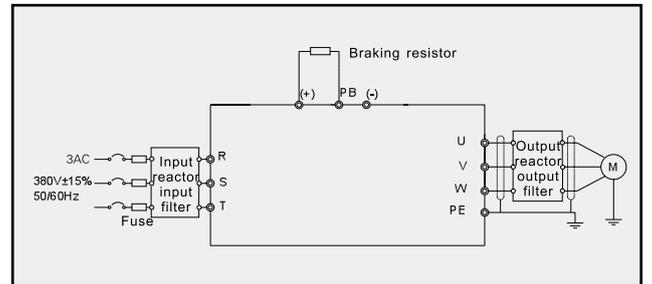 Braking resistor
(+) PB (-)
3AC
380V±15%
50/60Hz
Fuse
Input
reactor
input
filter
R
S
T
U
V
W
PE
Output
reactor
output
filter
M